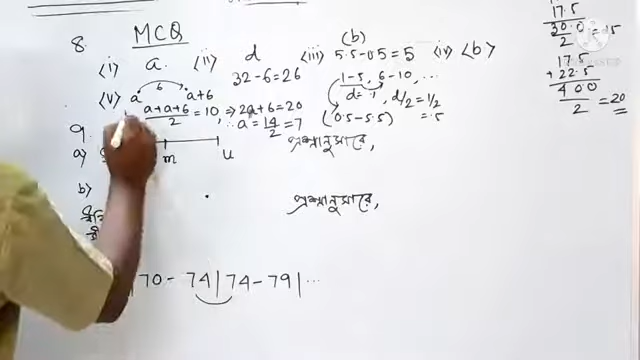 8. MCQ
(i) a. (ii) d (iii) (b) (iv) (b)
32-6=26 5.5-0.5=5
(v) a 6 a+6 1-5, 6-10, ...
a+a+6/2 = 10, ⇒ 2a+6=20 d=1, d/2=1/2
∴ a = 14/2 = 7 (0.5-5.5) = .5
9.
a) m u প্রশ্নানুসারে,
b) প্রশ্নানুসারে,
70-74|74-79|...
17.5
30.0/2 = 15
17.5
+22.5
40.0/2 = 20